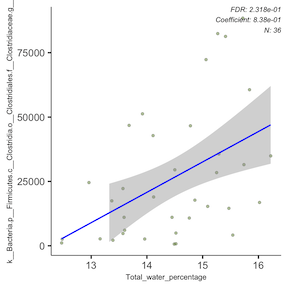 FDR: 2.318e-01
Coefficient: 8.38e-01
N: 36
k__Bacteria.p__Firmicutes.c__Clostridia.o__Clostridiales.f__Clostridiaceae.g__
75000
50000
25000
0
13 14 15 16
Total_water_percentage